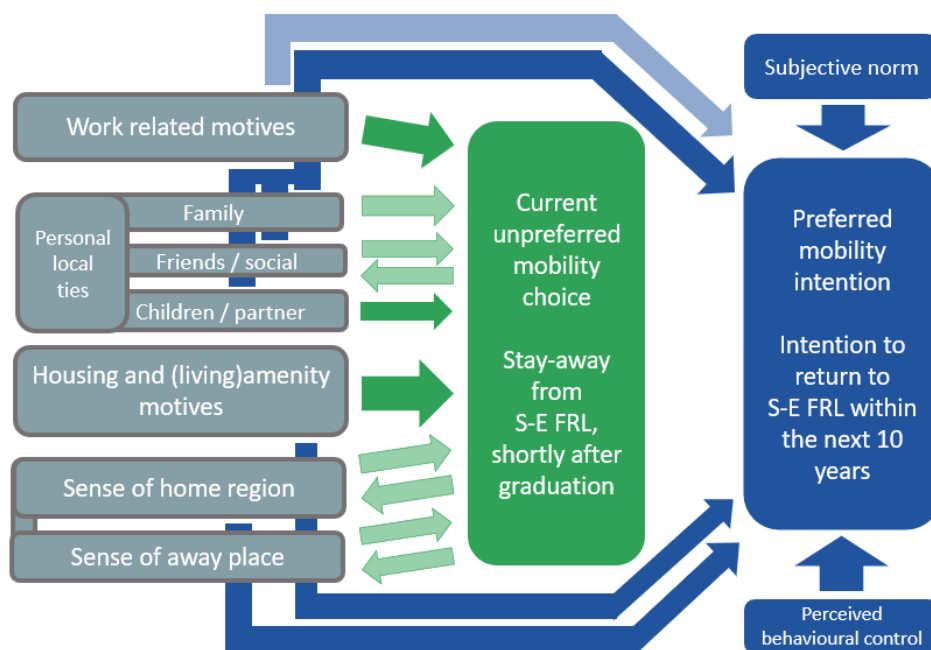 Work related motives
Personal
local
ties
Family
Friends / social
Children / partner
Housing and (living)amenity
motives
Sense of home region
Sense of away place
Current
unpreferred
mobility
choice
Stay-away
from
S-E FRL,
shortly after
graduation
Subjective norm
Preferred
mobility
intention
Intention to
return to
S-E FRL within
the next 10
years
Perceived
behavioural control